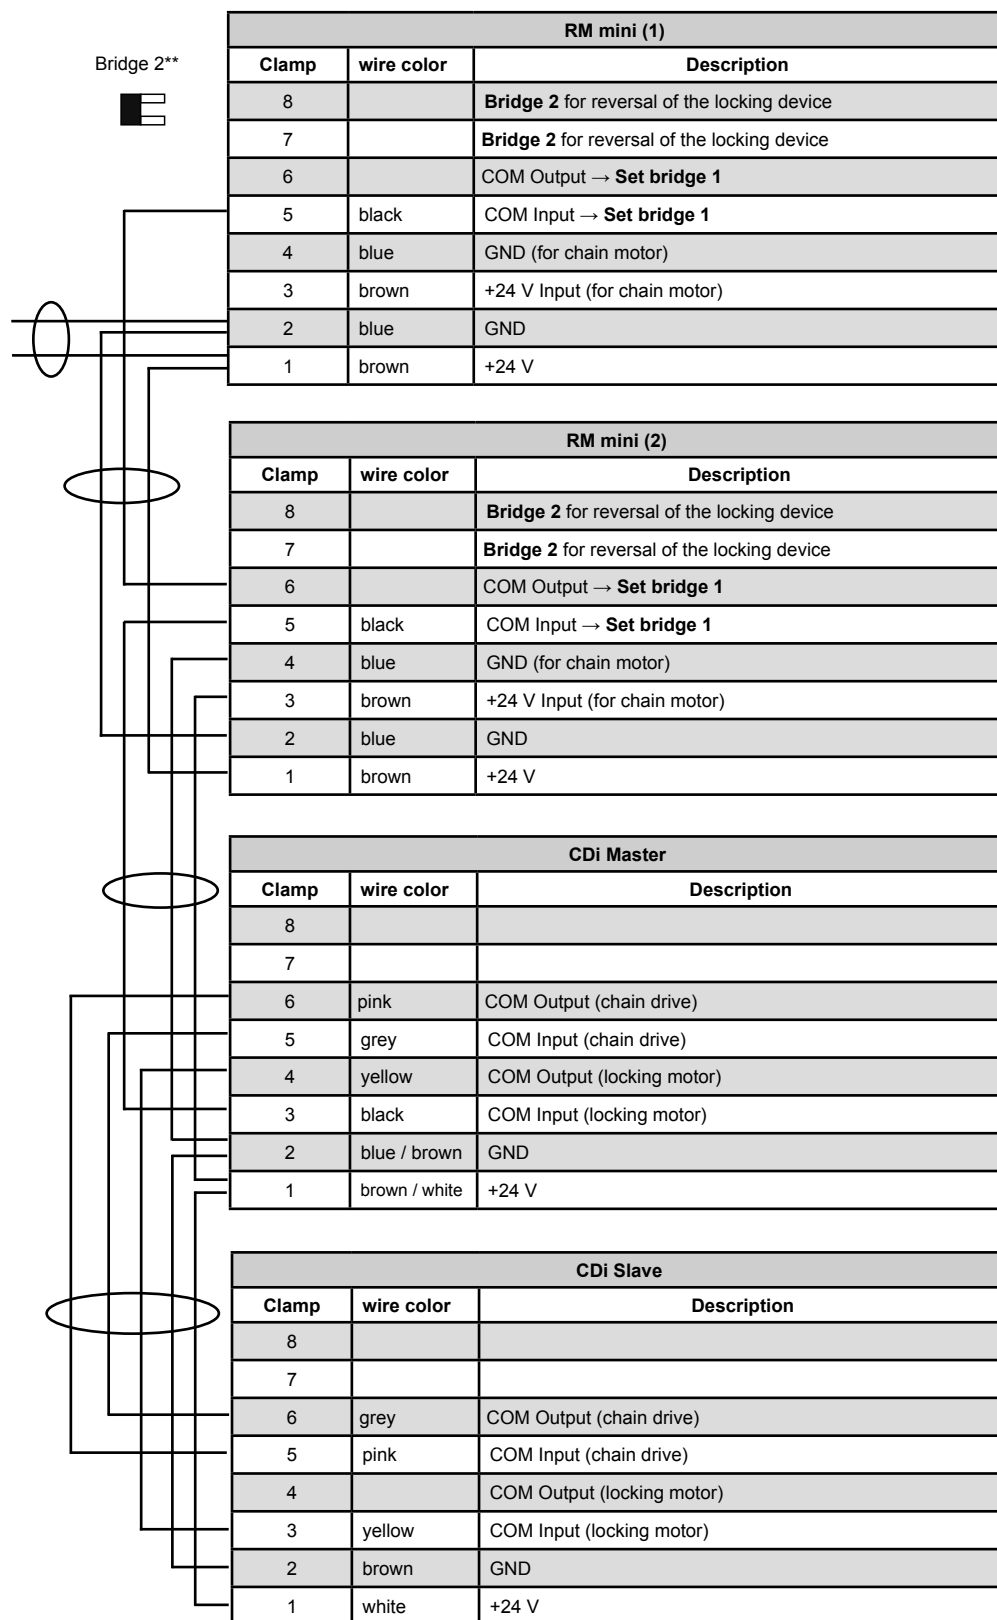 Bridge 2**
RM mini (1)
Clamp wire color Description
8 Bridge 2 for reversal of the locking device
7 Bridge 2 for reversal of the locking device
6 COM Output → Set bridge 1
5 black COM Input → Set bridge 1
4 blue GND (for chain motor)
3 brown +24 V Input (for chain motor)
2 blue GND
1 brown +24 V
RM mini (2)
Clamp wire color Description
8 Bridge 2 for reversal of the locking device
7 Bridge 2 for reversal of the locking device
6 COM Output → Set bridge 1
5 black COM Input → Set bridge 1
4 blue GND (for chain motor)
3 brown +24 V Input (for chain motor)
2 blue GND
1 brown +24 V
CDi Master
Clamp wire color Description
8
7
6 pink COM Output (chain drive)
5 grey COM Input (chain drive)
4 yellow COM Output (locking motor)
3 black COM Input (locking motor)
2 blue / brown GND
1 brown / white +24 V
CDi Slave
Clamp wire color Description
8
7
6 grey COM Output (chain drive)
5 pink COM Input (chain drive)
4 COM Output (locking motor)
3 yellow COM Input (locking motor)
2 brown GND
1 white +24 V